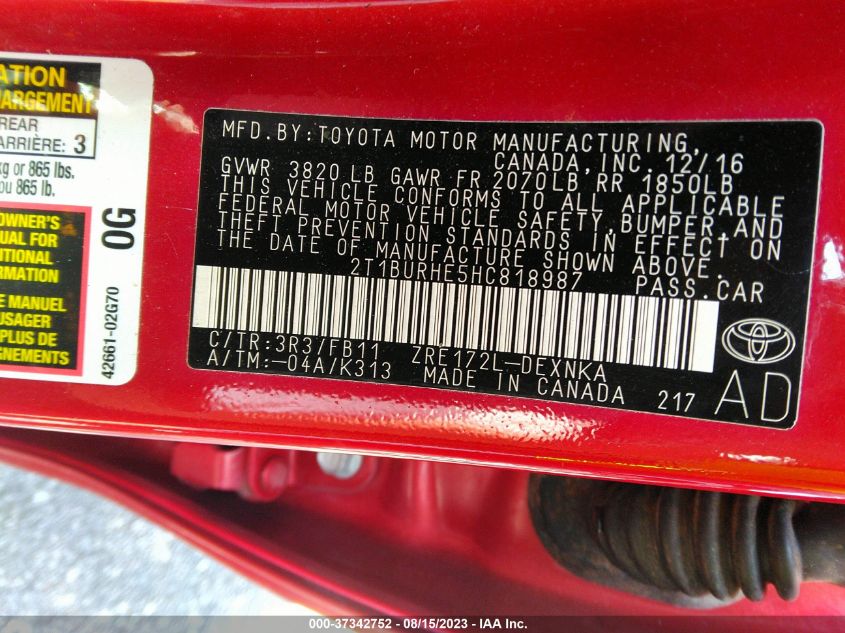 ATION
HARGEMENT
REAR
ARRIÈRE: 3
kg or 865 lbs.
ou 865 lb.
OWNER'S
UAL FOR
ITIONAL
MATION
E MANUEL
USAGER
PLUS DE
0G
42661-02G70
MFD.BY:TOYOTA MOTOR MANUFACTURING,
CANADA, INC. 12/16
GVWR 3820 LB GAWR FR 2070LB RR 1850LB
THIS VEHICLE CONFORMS TO ALL APPLICABLE
FEDERAL MOTOR VEHICLE SAFETY,BUMPER,AND
THEFT PREVENTION STANDARDS IN EFFECT ON
THE DATE OF MANUFACTURE SHOWN ABOVE.
2T1BURHE5HC818987 PASS.CAR
C/TR:3R3/FB11 ZRE172L-DEXNKA
A/TM:-04A/K313 MADE IN CANADA 217
AD
000-37342752 - 08/15/2023 - IAA Inc.